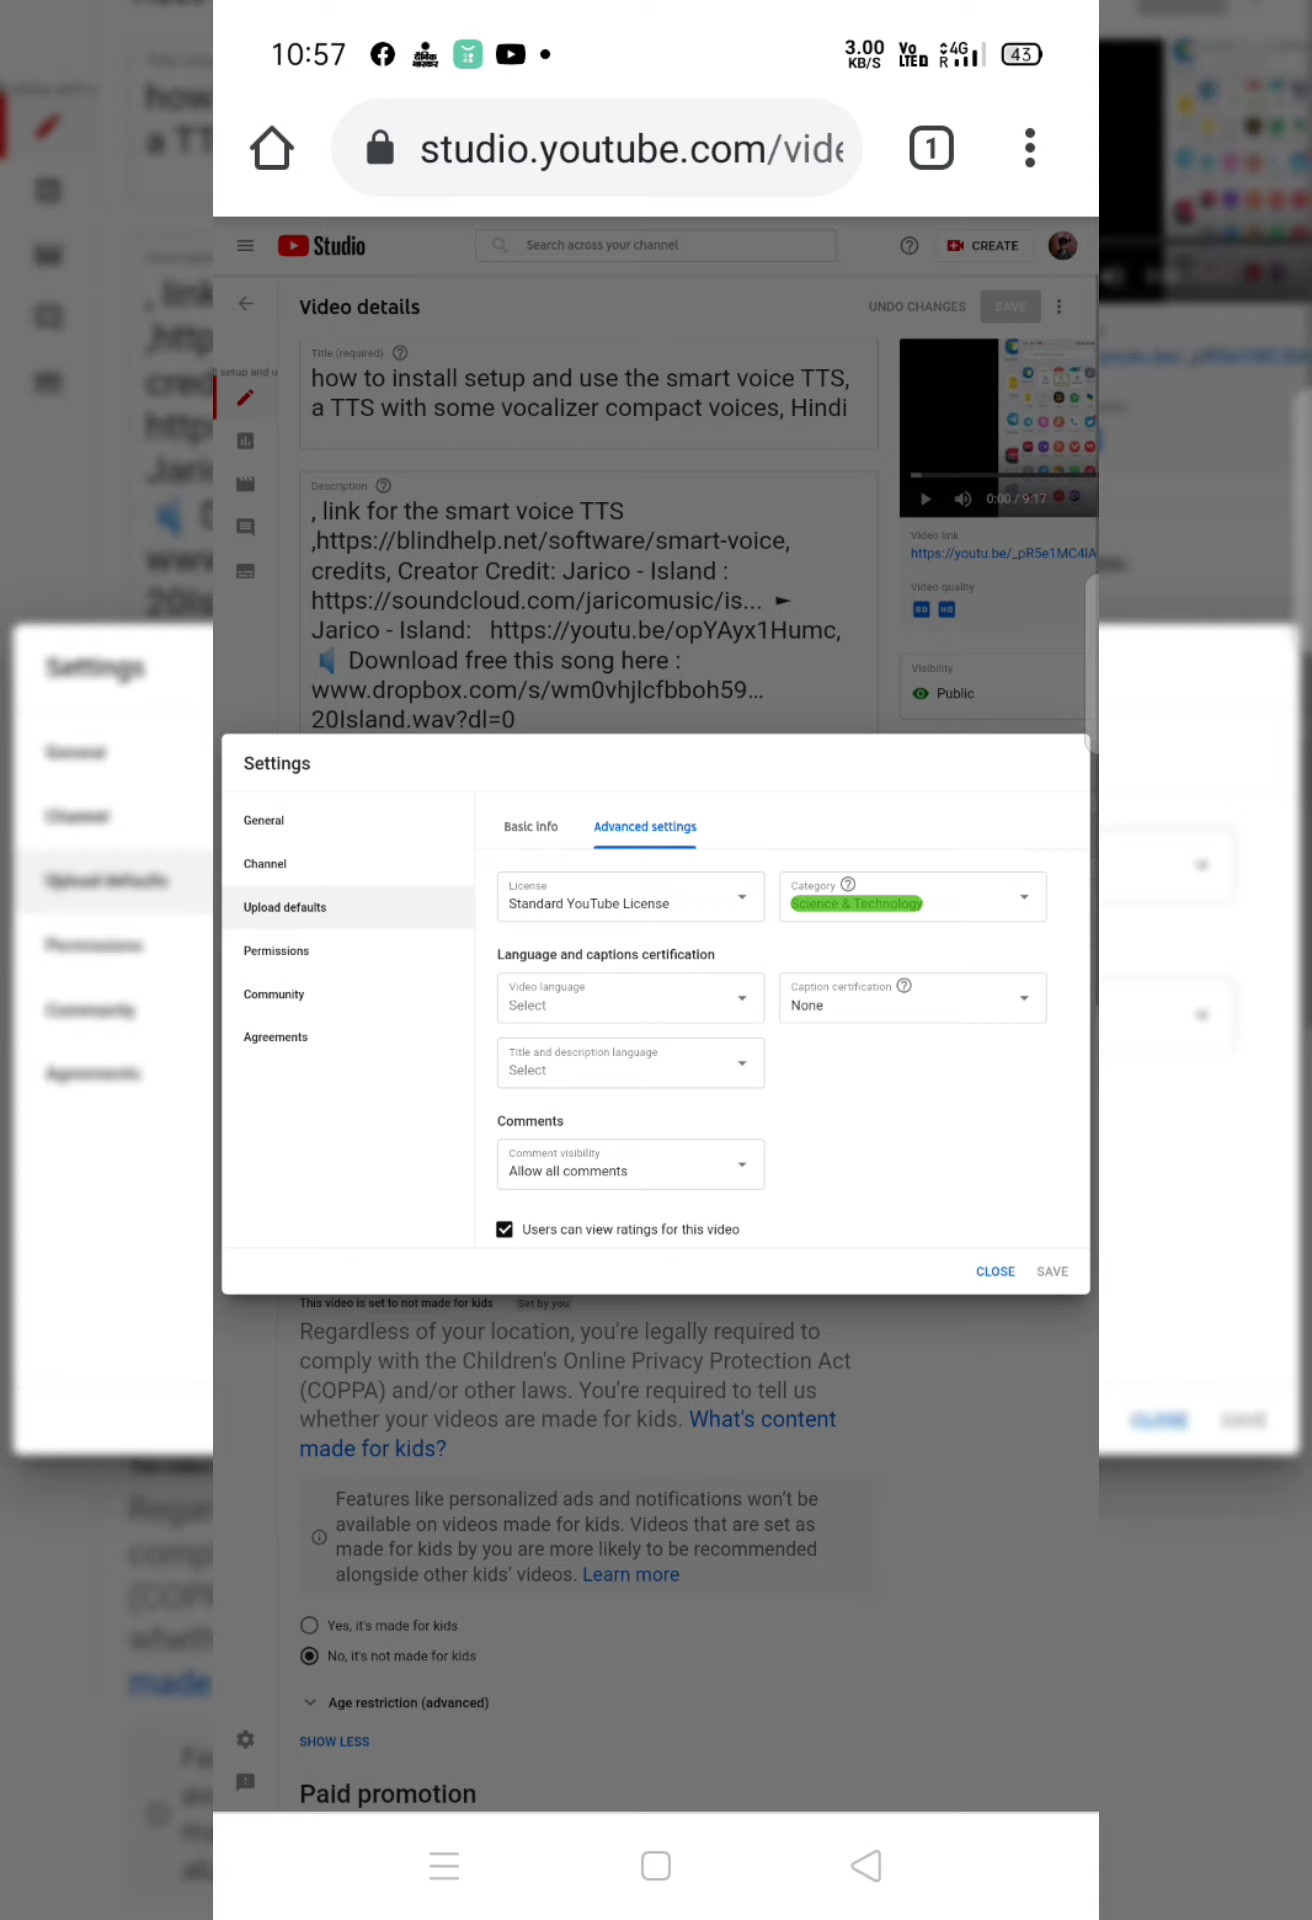 10:57
दैनिक भास्कर
3.00 KB/S
Vo LTE
4G
R
43
studio.youtube.com/vide
1
Studio
Search across your channel
CREATE
Video details
UNDO CHANGES
SAVE
setup and u
Title (required)
how to install setup and use the smart voice TTS,
a TTS with some vocalizer compact voices, Hindi
0:00 / 9:17
Description
, link for the smart voice TTS
,https://blindhelp.net/software/smart-voice,
credits, Creator Credit: Jarico - Island :
https://soundcloud.com/jaricomusic/is... ►
Jarico - Island: https://youtu.be/opYAyx1Humc,
🔈 Download free this song here :
www.dropbox.com/s/wm0vhjlcfbboh59...
20Island.wav?dl=0
Video link
https://youtu.be/_pR5e1MC4IA
Video quality
SD HD
Visibility
Public
Settings
General
Channel
Upload defaults
Permissions
Community
Agreements
Basic info
Advanced settings
License
Standard YouTube License
Category
Science & Technology
Language and captions certification
Video language
Select
Caption certification
None
Title and description language
Select
Comments
Comment visibility
Allow all comments
Users can view ratings for this video
CLOSE
SAVE
This video is set to not made for kids
Set by you
Regardless of your location, you're legally required to
comply with the Children's Online Privacy Protection Act
(COPPA) and/or other laws. You're required to tell us
whether your videos are made for kids. What's content
made for kids?
Features like personalized ads and notifications won't be
available on videos made for kids. Videos that are set as
made for kids by you are more likely to be recommended
alongside other kids' videos. Learn more
Yes, it's made for kids
No, it's not made for kids
Age restriction (advanced)
SHOW LESS
Paid promotion